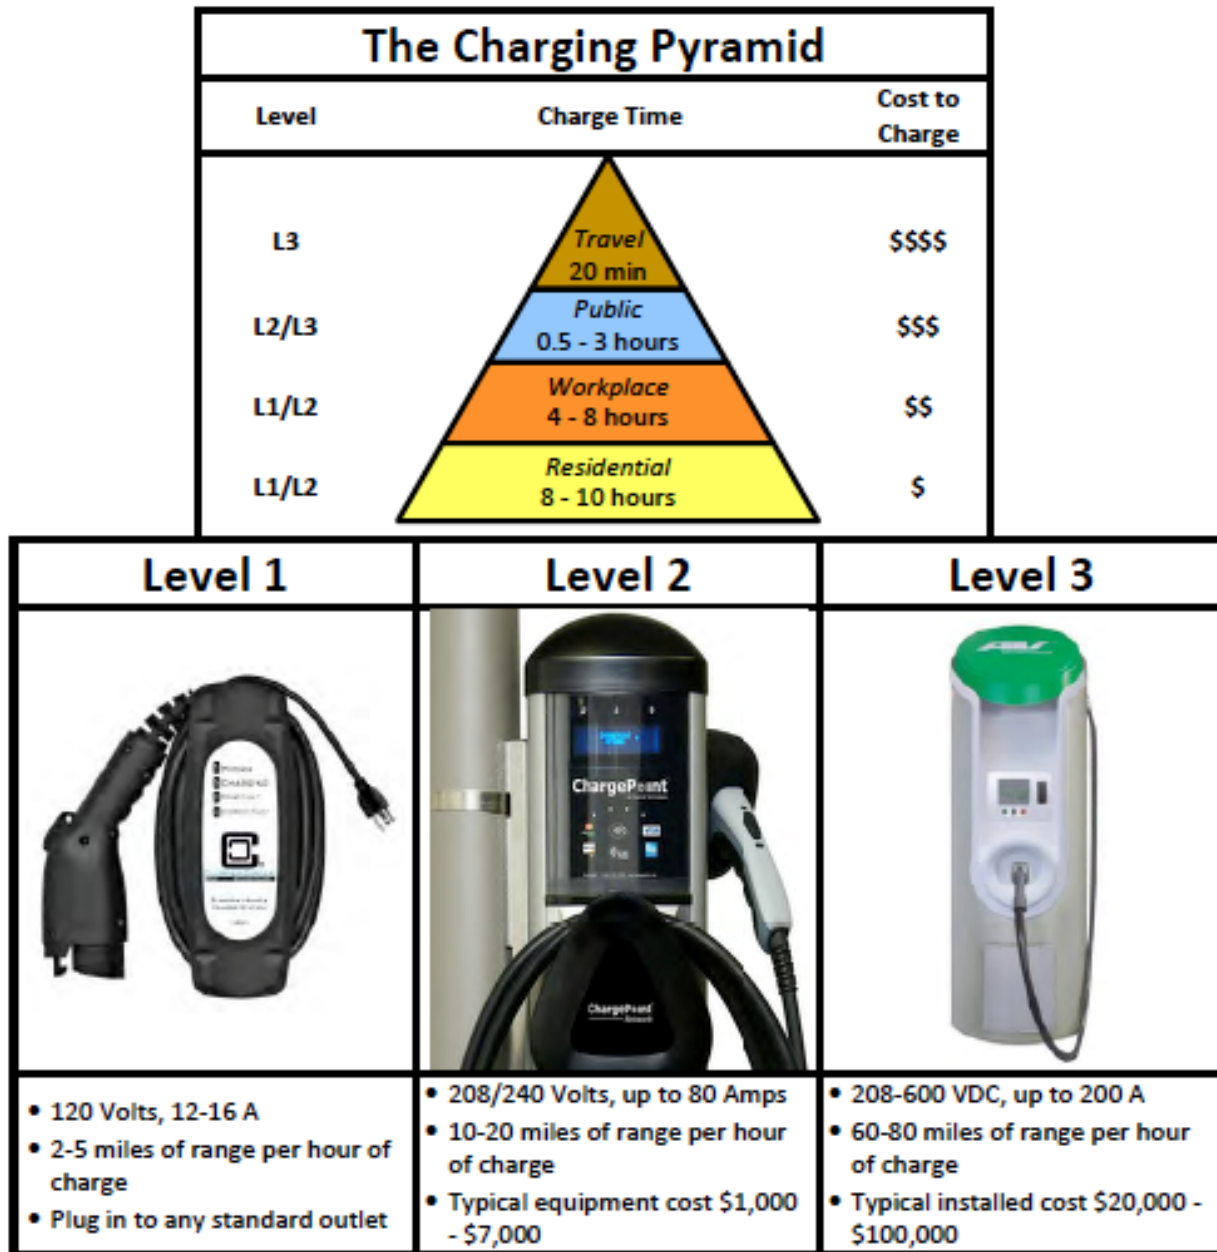 The Charging Pyramid
Level
Charge Time
Cost to
Charge
L3
Travel
20 min
$$$$
L2/L3
Public
0.5 - 3 hours
$$$
L1/L2
Workplace
4 - 8 hours
$$
L1/L2
Residential
8 - 10 hours
$
Level 1
Level 2
Level 3
CHARGING
ChargePoint
ChargePoint
Network
AV
• 120 Volts, 12-16 A
• 2-5 miles of range per hour of
charge
• Plug in to any standard outlet
• 208/240 Volts, up to 80 Amps
• 10-20 miles of range per hour
of charge
• Typical equipment cost $1,000
- $7,000
• 208-600 VDC, up to 200 A
• 60-80 miles of range per hour
of charge
• Typical installed cost $20,000 -
$100,000